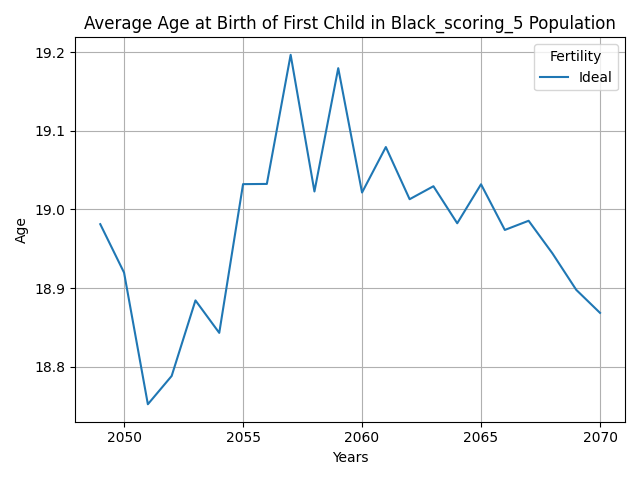 Average Age at Birth of First Child in Black_scoring_5 Population
Fertility
Ideal
19.2
19.1
19.0
18.9
18.8
Age
2050 2055 2060 2065 2070
Years